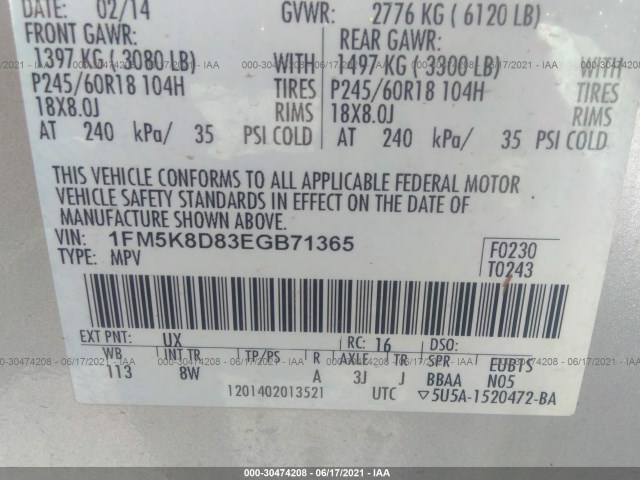 DATE: 02/14 GVWR: 2776 KG ( 6120 LB)
FRONT GAWR: REAR GAWR:
1397 KG ( 3080 LB) WITH 1497 KG ( 3300 LB) WITH
P245/60R18 104H TIRES P245/60R18 104H TIRES
18X8.0J RIMS 18X8.0J RIMS
AT 240 kPa/ 35 PSI COLD AT 240 kPa/ 35 PSI COLD
THIS VEHICLE CONFORMS TO ALL APPLICABLE FEDERAL MOTOR
VEHICLE SAFETY STANDARDS IN EFFECT ON THE DATE OF
MANUFACTURE SHOWN ABOVE.
VIN: 1FM5K8D83EGB71365 F0230
TYPE: MPV T0243
EXT PNT: UX RC: 16 DSO:
WB INT TR TP/PS R AXLE TR SPR EUBTS
113 8W A 3J J BBAA N05
1201402013521 UTC ▽5U5A-1520472-BA
000-30474208 - 06/17/2021 - IAA